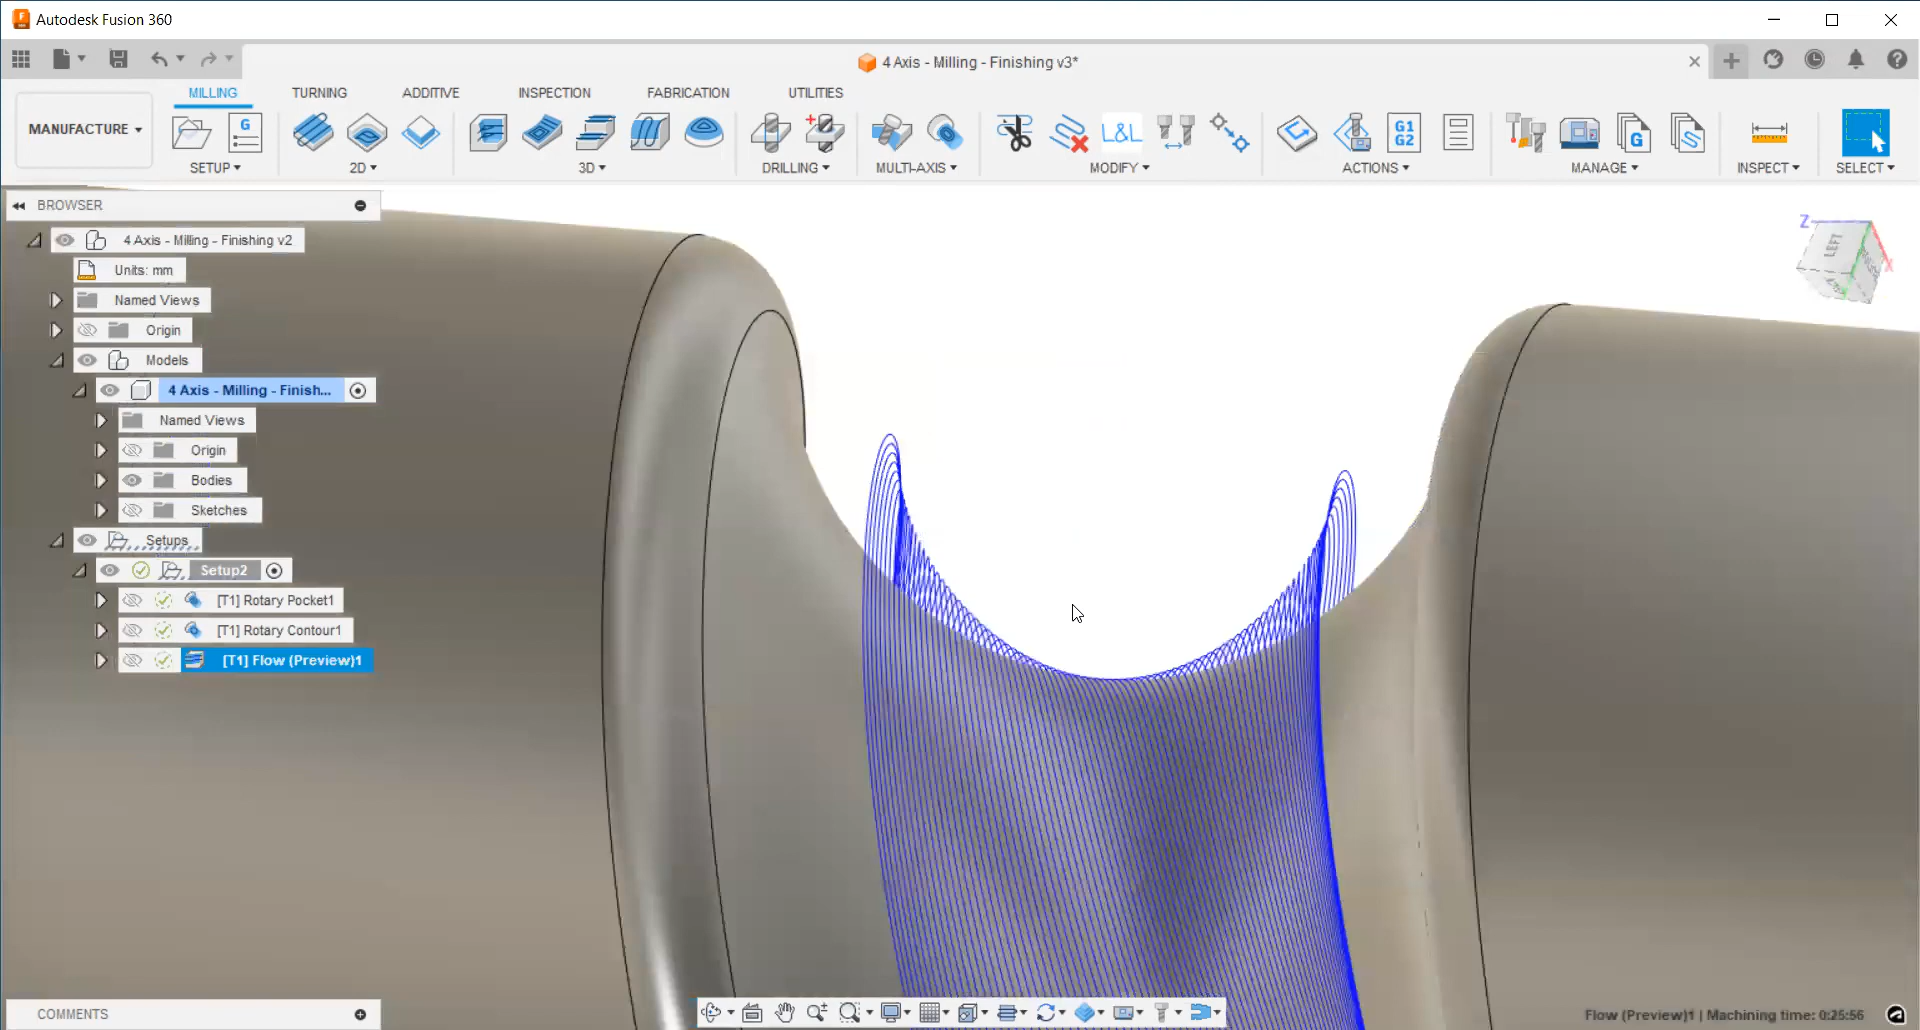 Autodesk Fusion 360
4 Axis - Milling - Finishing v3*
MILLING TURNING ADDITIVE INSPECTION FABRICATION UTILITIES
MANUFACTURE
G
L&L
G1
G2
G
SETUP 2D 3D DRILLING MULTI-AXIS MODIFY ACTIONS MANAGE INSPECT SELECT
BROWSER
4 Axis - Milling - Finishing v2
Units: mm
Named Views
Origin
Models
4 Axis - Milling - Finish...
Named Views
Origin
Bodies
Sketches
Setups
Setup2
[T1] Rotary Pocket1
[T1] Rotary Contour1
[T1] Flow (Preview)1
Z
LEFT
X
COMMENTS
Flow (Preview)1 | Machining time: 0:25:56